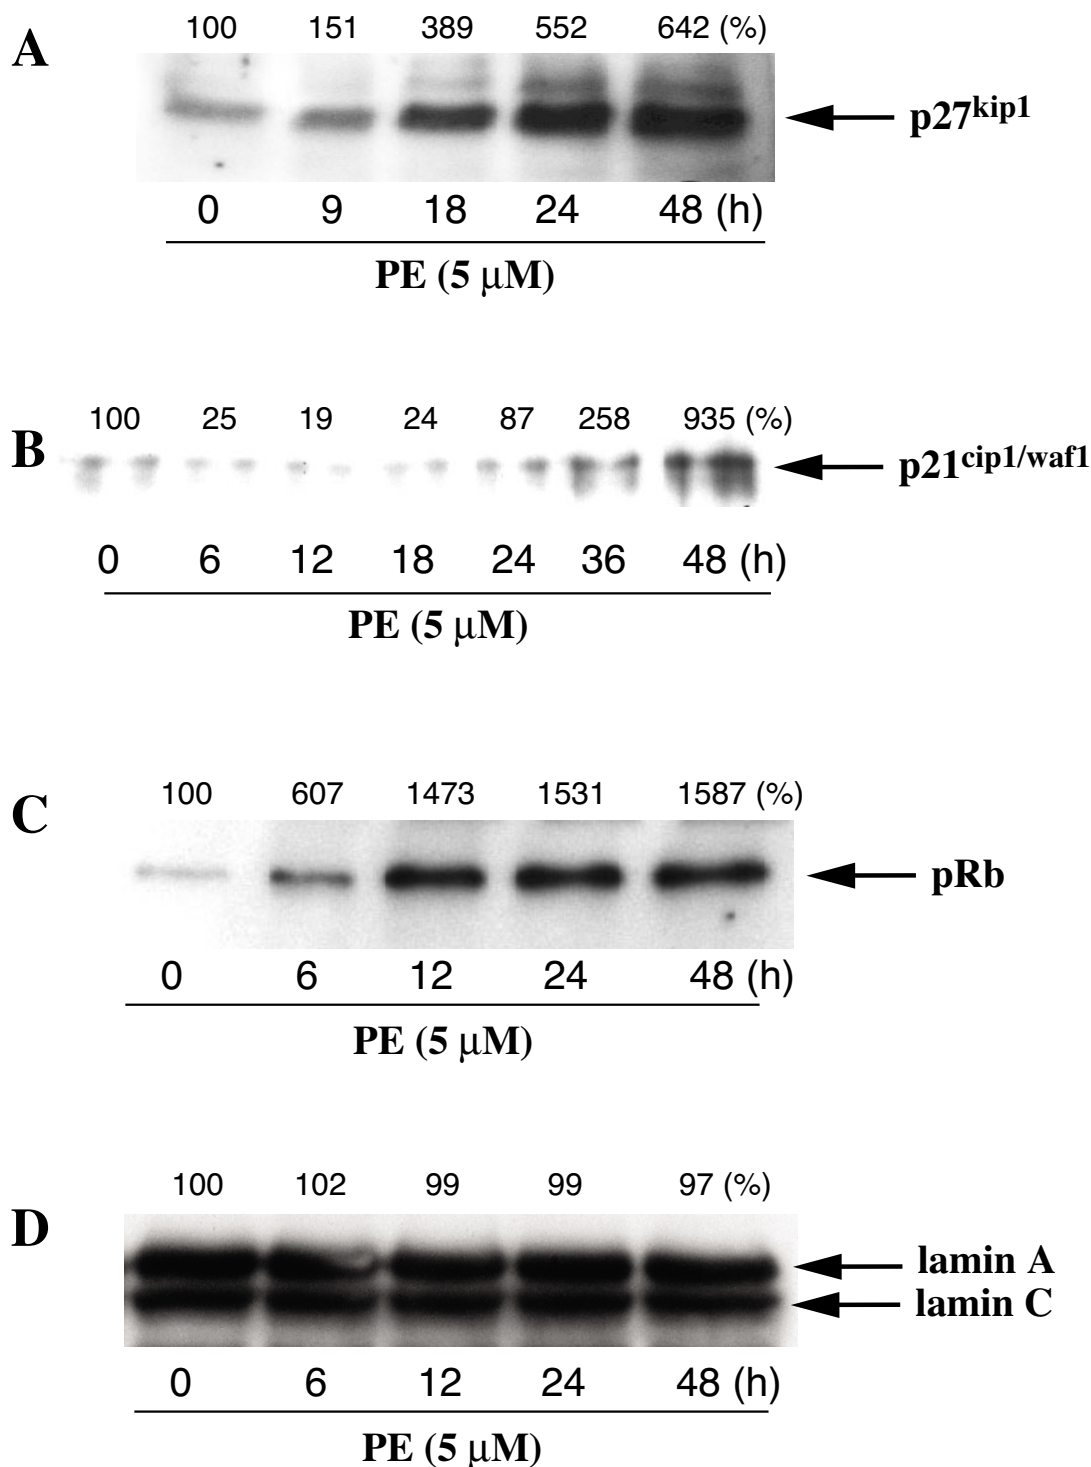 A
100 151 389 552 642 (%)
p27kip1
0 9 18 24 48 (h)
PE (5 μM)
B
100 25 19 24 87 258 935 (%)
p21cip1/waf1
0 6 12 18 24 36 48 (h)
PE (5 μM)
C
100 607 1473 1531 1587 (%)
pRb
0 6 12 24 48 (h)
PE (5 μM)
D
100 102 99 99 97 (%)
lamin A
lamin C
0 6 12 24 48 (h)
PE (5 μM)